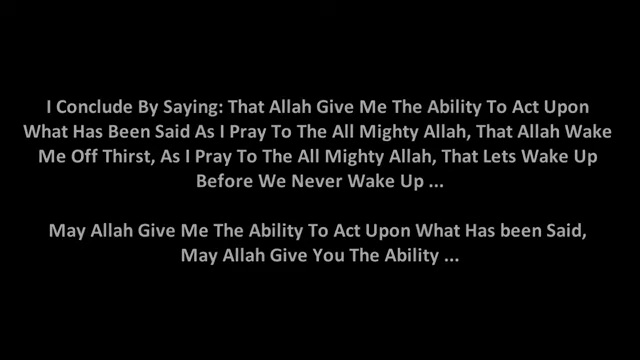 I Conclude By Saying: That Allah Give Me The Ability To Act Upon
What Has Been Said As I Pray To The All Mighty Allah, That Allah Wake
Me Off Thirst, As I Pray To The All Mighty Allah, That Lets Wake Up
Before We Never Wake Up ...
May Allah Give Me The Ability To Act Upon What Has been Said,
May Allah Give You The Ability ...